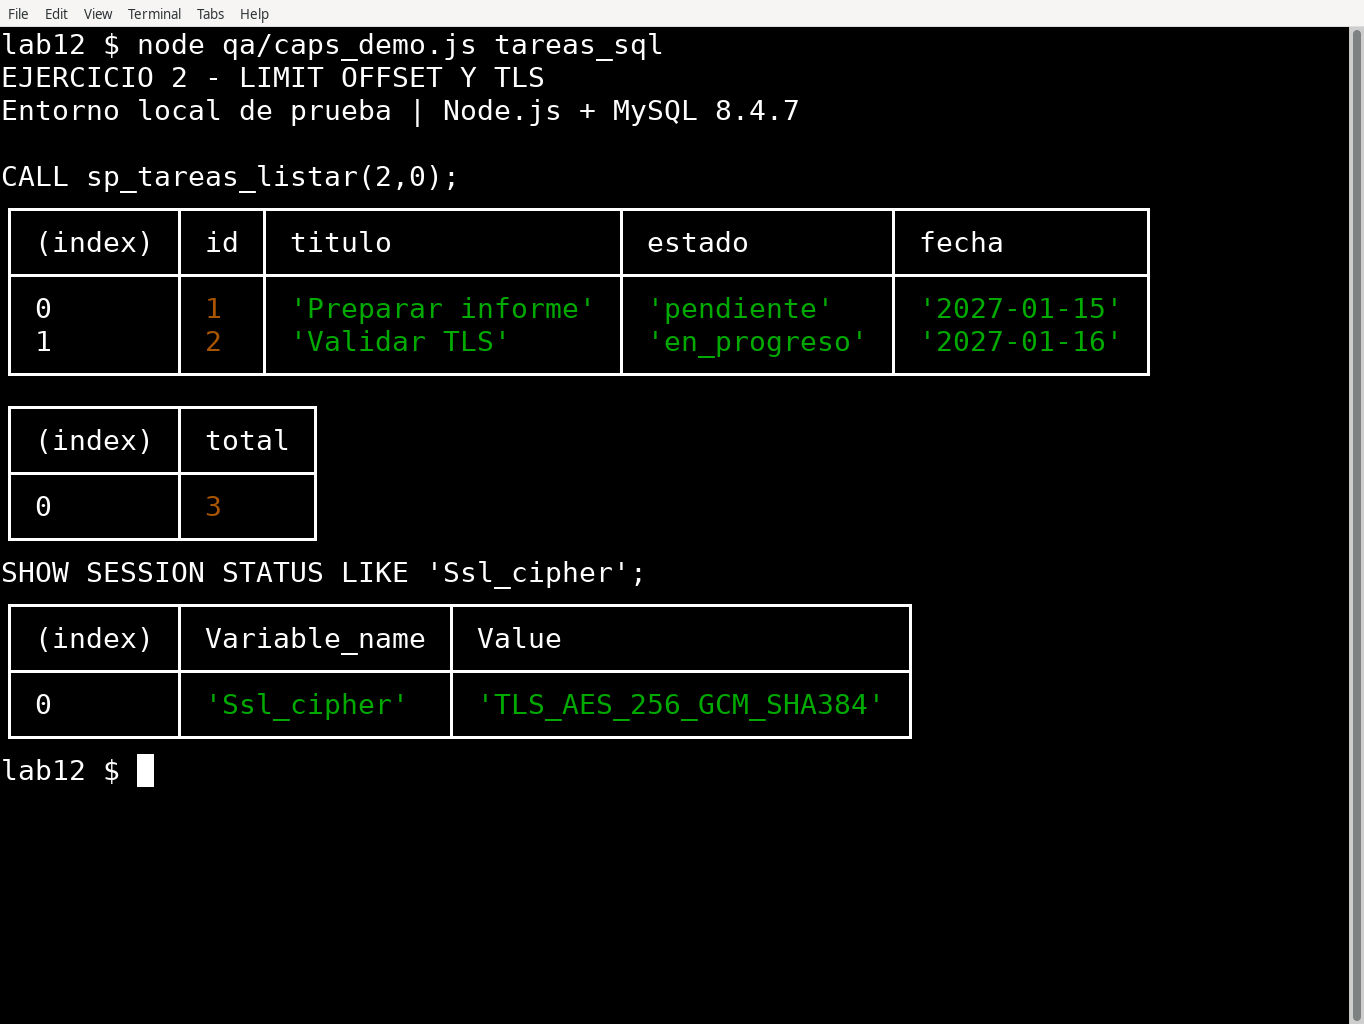 File Edit View Terminal Tabs Help
lab12 $ node qa/caps_demo.js tareas_sql
EJERCICIO 2 - LIMIT OFFSET Y TLS
Entorno local de prueba | Node.js + MySQL 8.4.7
CALL sp_tareas_listar(2,0);
(index) id titulo estado fecha
0 1 'Preparar informe' 'pendiente' '2027-01-15'
1 2 'Validar TLS' 'en_progreso' '2027-01-16'
(index) total
0 3
SHOW SESSION STATUS LIKE 'Ssl_cipher';
(index) Variable_name Value
0 'Ssl_cipher' 'TLS_AES_256_GCM_SHA384'
lab12 $